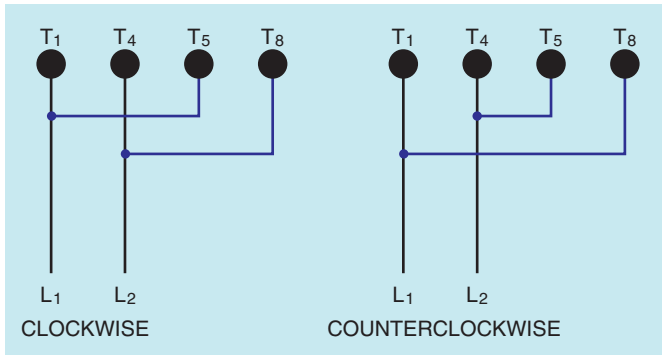 T1 T4 T5 T8 T1 T4 T5 T8
L1 L2 L1 L2
CLOCKWISE COUNTERCLOCKWISE